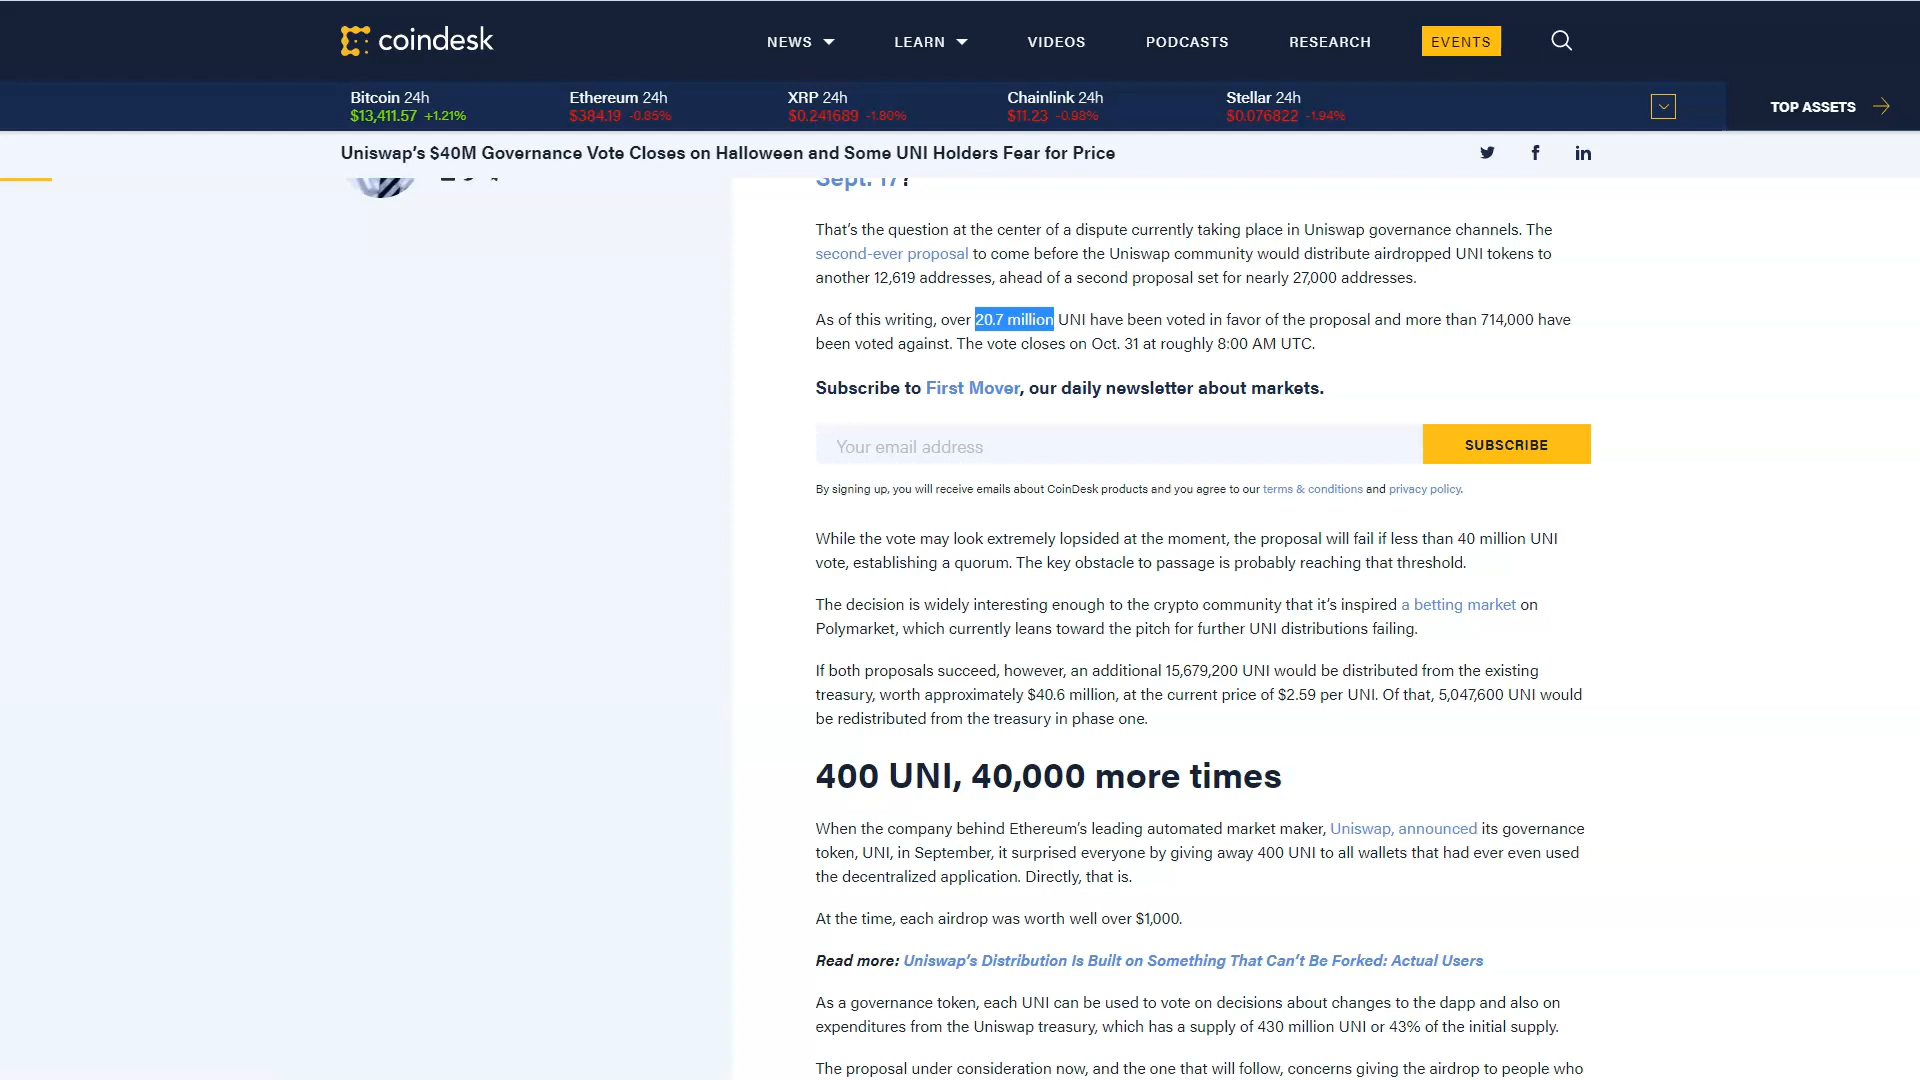 coindesk
NEWS LEARN VIDEOS PODCASTS RESEARCH EVENTS
Bitcoin 24h
$13,411.57 +1.21%
Ethereum 24h
$384.19 -0.85%
XRP 24h
$0.241689 -1.80%
Chainlink 24h
$11.23 -0.98%
Stellar 24h
$0.076822 -1.94%
TOP ASSETS
Uniswap’s $40M Governance Vote Closes on Halloween and Some UNI Holders Fear for Price
Sept. 17?
That’s the question at the center of a dispute currently taking place in Uniswap governance channels. The
second-ever proposal to come before the Uniswap community would distribute airdropped UNI tokens to
another 12,619 addresses, ahead of a second proposal set for nearly 27,000 addresses.
As of this writing, over 20.7 million UNI have been voted in favor of the proposal and more than 714,000 have
been voted against. The vote closes on Oct. 31 at roughly 8:00 AM UTC.
Subscribe to First Mover, our daily newsletter about markets.
Your email address
SUBSCRIBE
By signing up, you will receive emails about CoinDesk products and you agree to our terms & conditions and privacy policy.
While the vote may look extremely lopsided at the moment, the proposal will fail if less than 40 million UNI
vote, establishing a quorum. The key obstacle to passage is probably reaching that threshold.
The decision is widely interesting enough to the crypto community that it’s inspired a betting market on
Polymarket, which currently leans toward the pitch for further UNI distributions failing.
If both proposals succeed, however, an additional 15,679,200 UNI would be distributed from the existing
treasury, worth approximately $40.6 million, at the current price of $2.59 per UNI. Of that, 5,047,600 UNI would
be redistributed from the treasury in phase one.
400 UNI, 40,000 more times
When the company behind Ethereum’s leading automated market maker, Uniswap, announced its governance
token, UNI, in September, it surprised everyone by giving away 400 UNI to all wallets that had ever even used
the decentralized application. Directly, that is.
At the time, each airdrop was worth well over $1,000.
Read more: Uniswap’s Distribution Is Built on Something That Can’t Be Forked: Actual Users
As a governance token, each UNI can be used to vote on decisions about changes to the dapp and also on
expenditures from the Uniswap treasury, which has a supply of 430 million UNI or 43% of the initial supply.
The proposal under consideration now, and the one that will follow, concerns giving the airdrop to people who